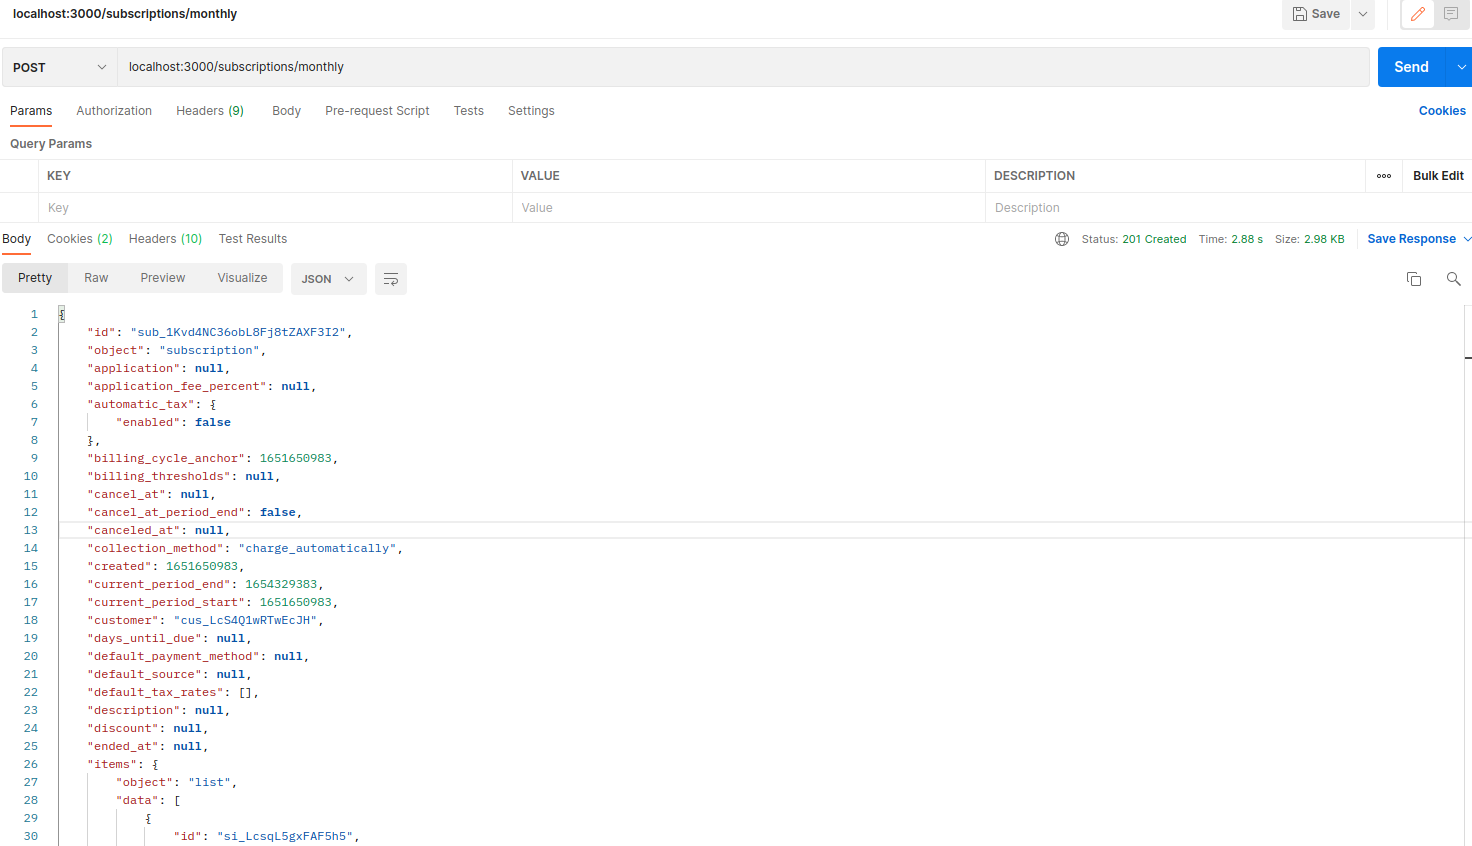 localhost:3000/subscriptions/monthly
Save
POST
localhost:3000/subscriptions/monthly
Send
Params Authorization Headers (9) Body Pre-request Script Tests Settings Cookies
Query Params
KEY VALUE DESCRIPTION ooo Bulk Edit
Key Value Description
Body Cookies (2) Headers (10) Test Results Status: 201 Created Time: 2.88 s Size: 2.98 KB Save Response
Pretty Raw Preview Visualize JSON
1 {
2 "id": "sub_1Kvd4NC36obL8Fj8tZAXF3I2",
3 "object": "subscription",
4 "application": null,
5 "application_fee_percent": null,
6 "automatic_tax": {
7 "enabled": false
8 },
9 "billing_cycle_anchor": 1651650983,
10 "billing_thresholds": null,
11 "cancel_at": null,
12 "cancel_at_period_end": false,
13 "canceled_at": null,
14 "collection_method": "charge_automatically",
15 "created": 1651650983,
16 "current_period_end": 1654329383,
17 "current_period_start": 1651650983,
18 "customer": "cus_LcS4Q1wRTwEcJH",
19 "days_until_due": null,
20 "default_payment_method": null,
21 "default_source": null,
22 "default_tax_rates": [],
23 "description": null,
24 "discount": null,
25 "ended_at": null,
26 "items": {
27 "object": "list",
28 "data": [
29 {
30 "id": "si_LcsqL5gxFAF5h5",